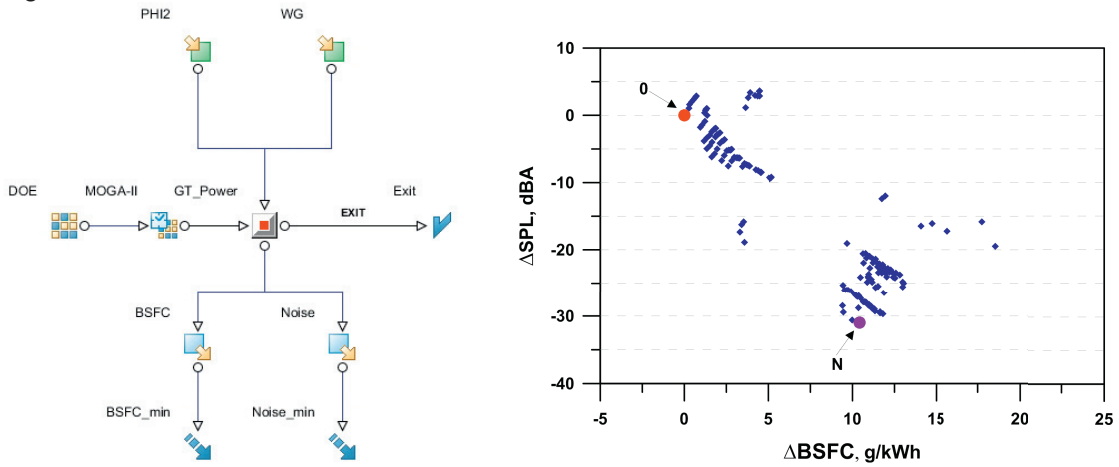 PHI2
WG
DOE
MOGA-II
GT_Power
Exit
EXIT
BSFC
Noise
BSFC_min
Noise_min
10
0
-10
-20
-30
-40
ΔSPL, dBA
0
N
-5
0
5
10
15
20
25
ΔBSFC, g/kWh